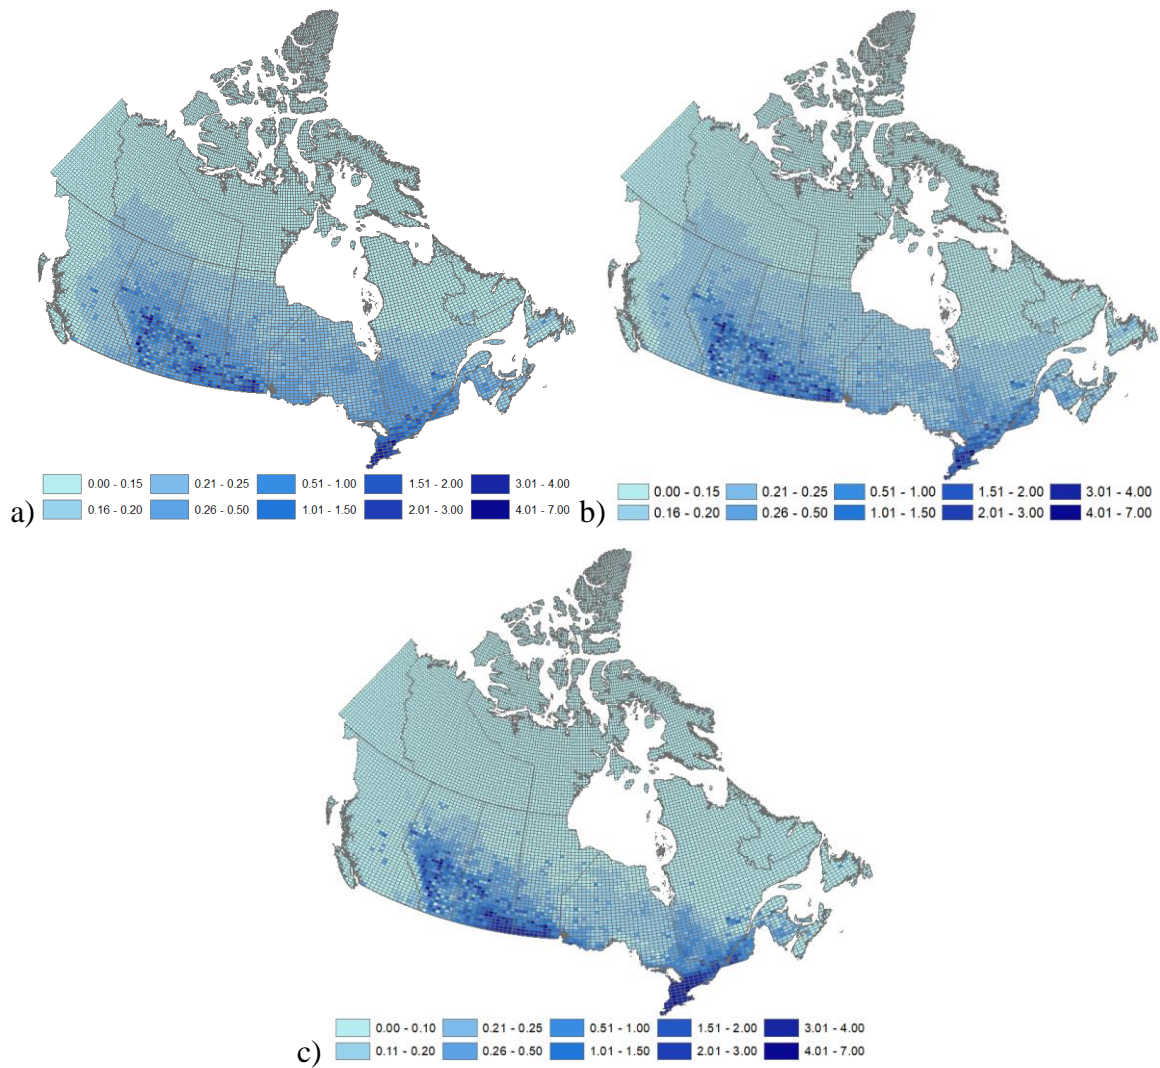 0.00 - 0.15 0.21 - 0.25 0.51 - 1.00 1.51 - 2.00 3.01 - 4.00
a) 0.16 - 0.20 0.26 - 0.50 1.01 - 1.50 2.01 - 3.00 4.01 - 7.00
0.00 - 0.15 0.21 - 0.25 0.51 - 1.00 1.51 - 2.00 3.01 - 4.00
b) 0.16 - 0.20 0.26 - 0.50 1.01 - 1.50 2.01 - 3.00 4.01 - 7.00
0.00 - 0.10 0.21 - 0.25 0.51 - 1.00 1.51 - 2.00 3.01 - 4.00
c) 0.11 - 0.20 0.26 - 0.50 1.01 - 1.50 2.01 - 3.00 4.01 - 7.00